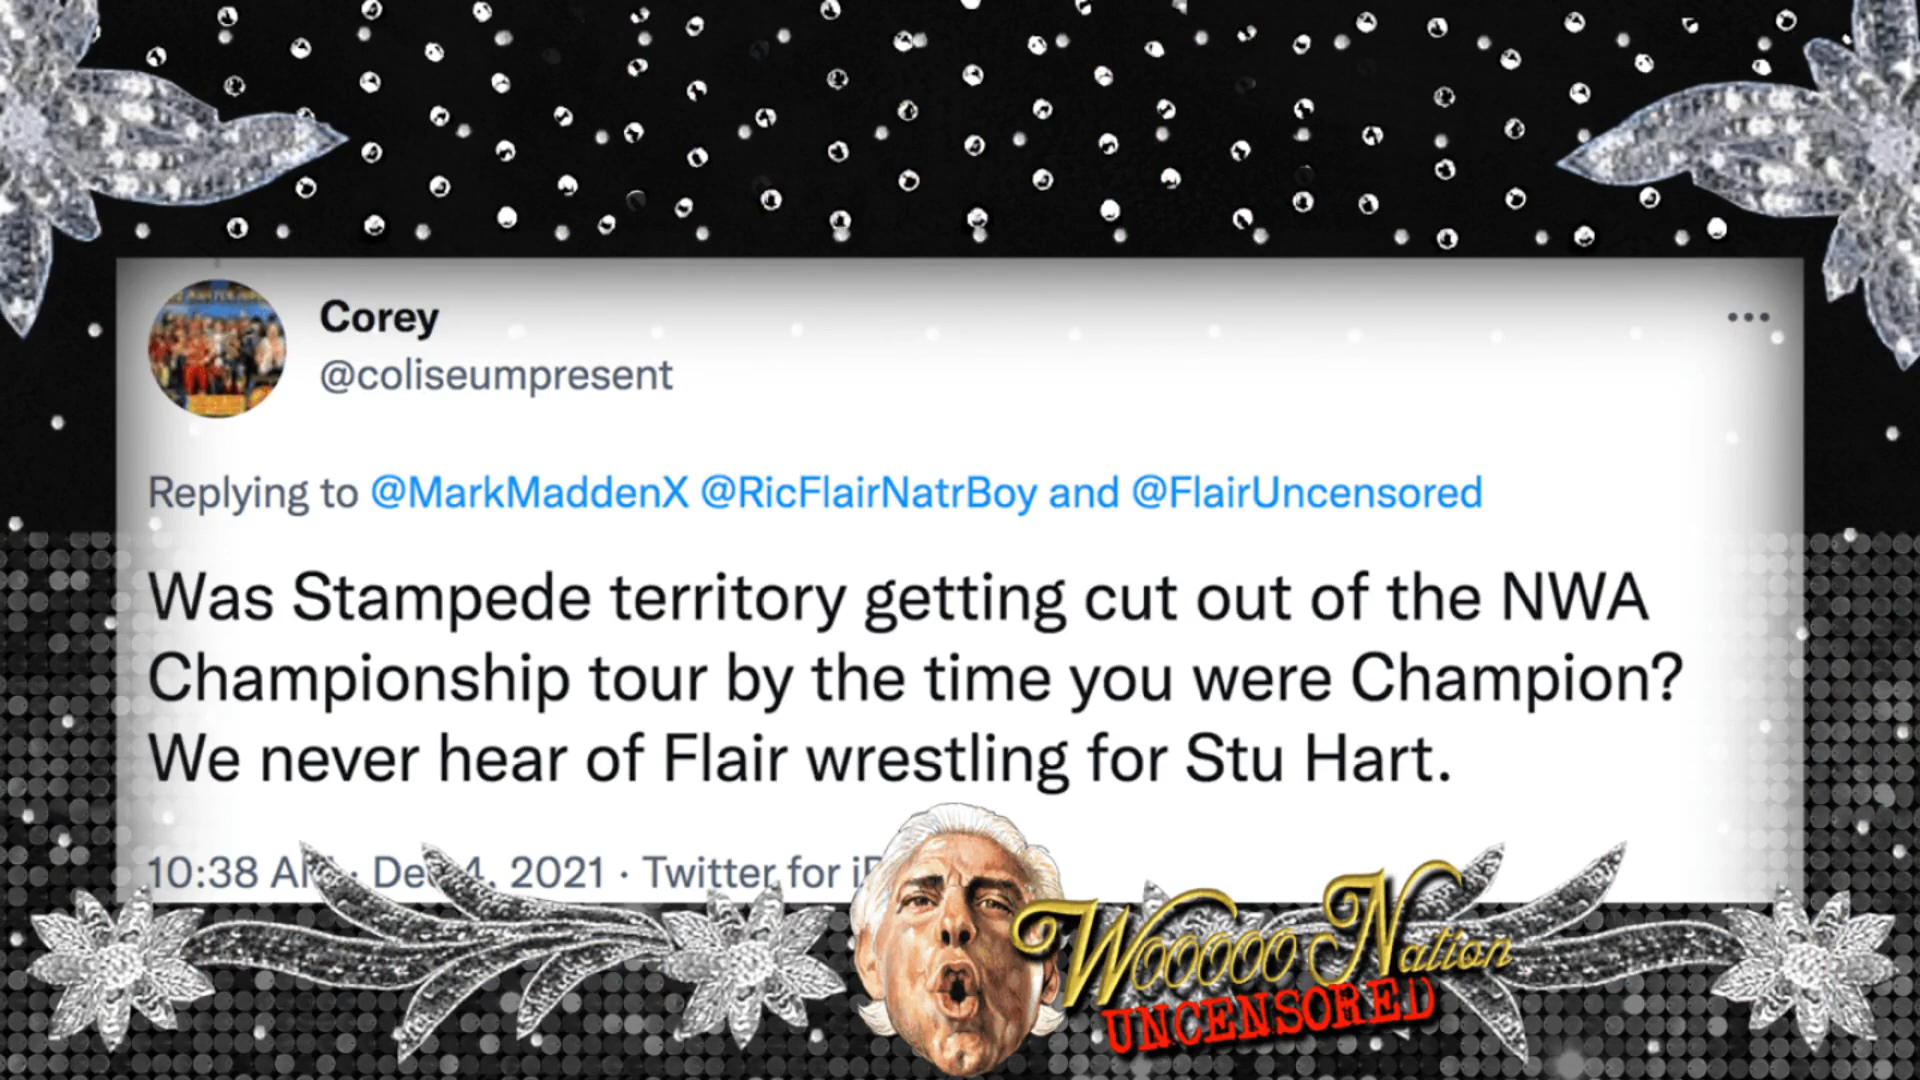 Corey
@coliseumpresent
Replying to @MarkMaddenX @RicFlairNatrBoy and @FlairUncensored
Was Stampede territory getting cut out of the NWA
Championship tour by the time you were Champion?
We never hear of Flair wrestling for Stu Hart.
10:38 · 4, 2021 · Twitter for
Wooooo Nation
UNCENSORED